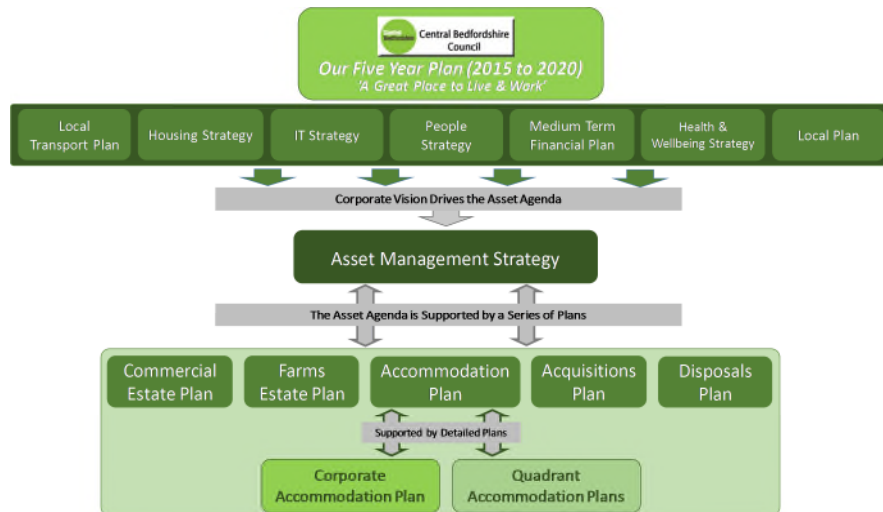 Central Bedfordshire
Council
Our Five Year Plan (2015 to 2020)
'A Great Place to Live & Work'
Local
Transport Plan
Housing Strategy
IT Strategy
People
Strategy
Medium Term
Financial Plan
Health &
Wellbeing Strategy
Local Plan
Corporate Vision Drives the Asset Agenda
Asset Management Strategy
The Asset Agenda is Supported by a Series of Plans
Commercial
Estate Plan
Farms
Estate Plan
Accommodation
Plan
Acquisitions
Plan
Disposals
Plan
Supported by Detailed Plans
Corporate
Accommodation Plan
Quadrant
Accommodation Plans